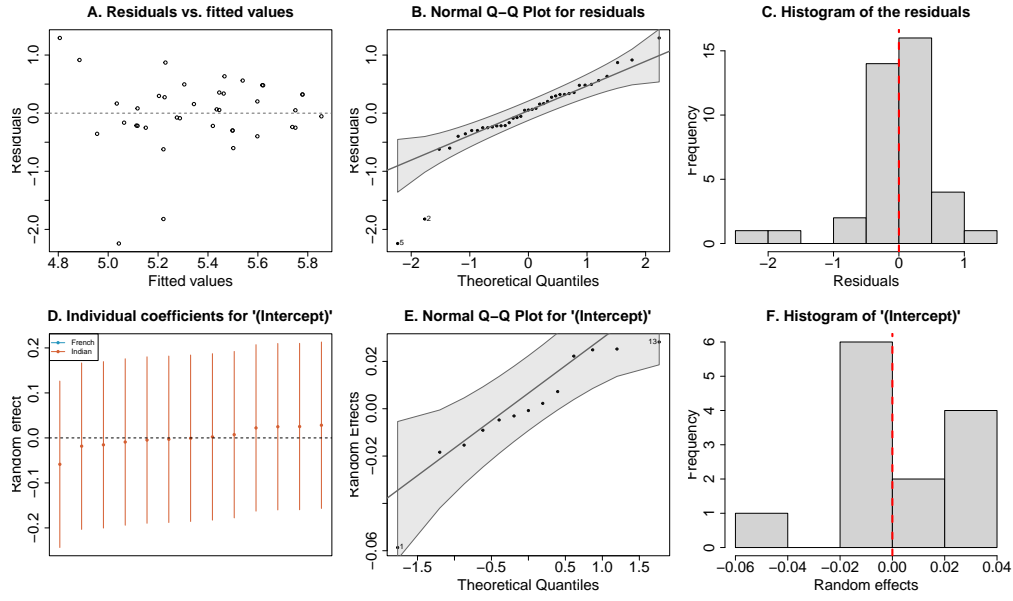 A. Residuals vs. fitted values
Residuals
1.0
0.0
−1.0
−2.0
4.8 5.0 5.2 5.4 5.6 5.8
Fitted values
B. Normal Q−Q Plot for residuals
Residuals
1.0
0.0
−1.0
−2.0
2
5
−2 −1 0 1 2
Theoretical Quantiles
C. Histogram of the residuals
Frequency
15
10
5
0
−2 −1 0 1
Residuals
D. Individual coefficients for '(Intercept)'
French
Indian
Random effect
0.2
0.1
0.0
−0.1
−0.2
E. Normal Q−Q Plot for '(Intercept)'
Random Effects
0.02
0.00
−0.02
−0.06
13
1
−1.5 −0.5 0.5 1.0 1.5
Theoretical Quantiles
F. Histogram of '(Intercept)'
Frequency
6
5
4
3
2
1
0
−0.06 −0.04 −0.02 0.00 0.02 0.04
Random effects